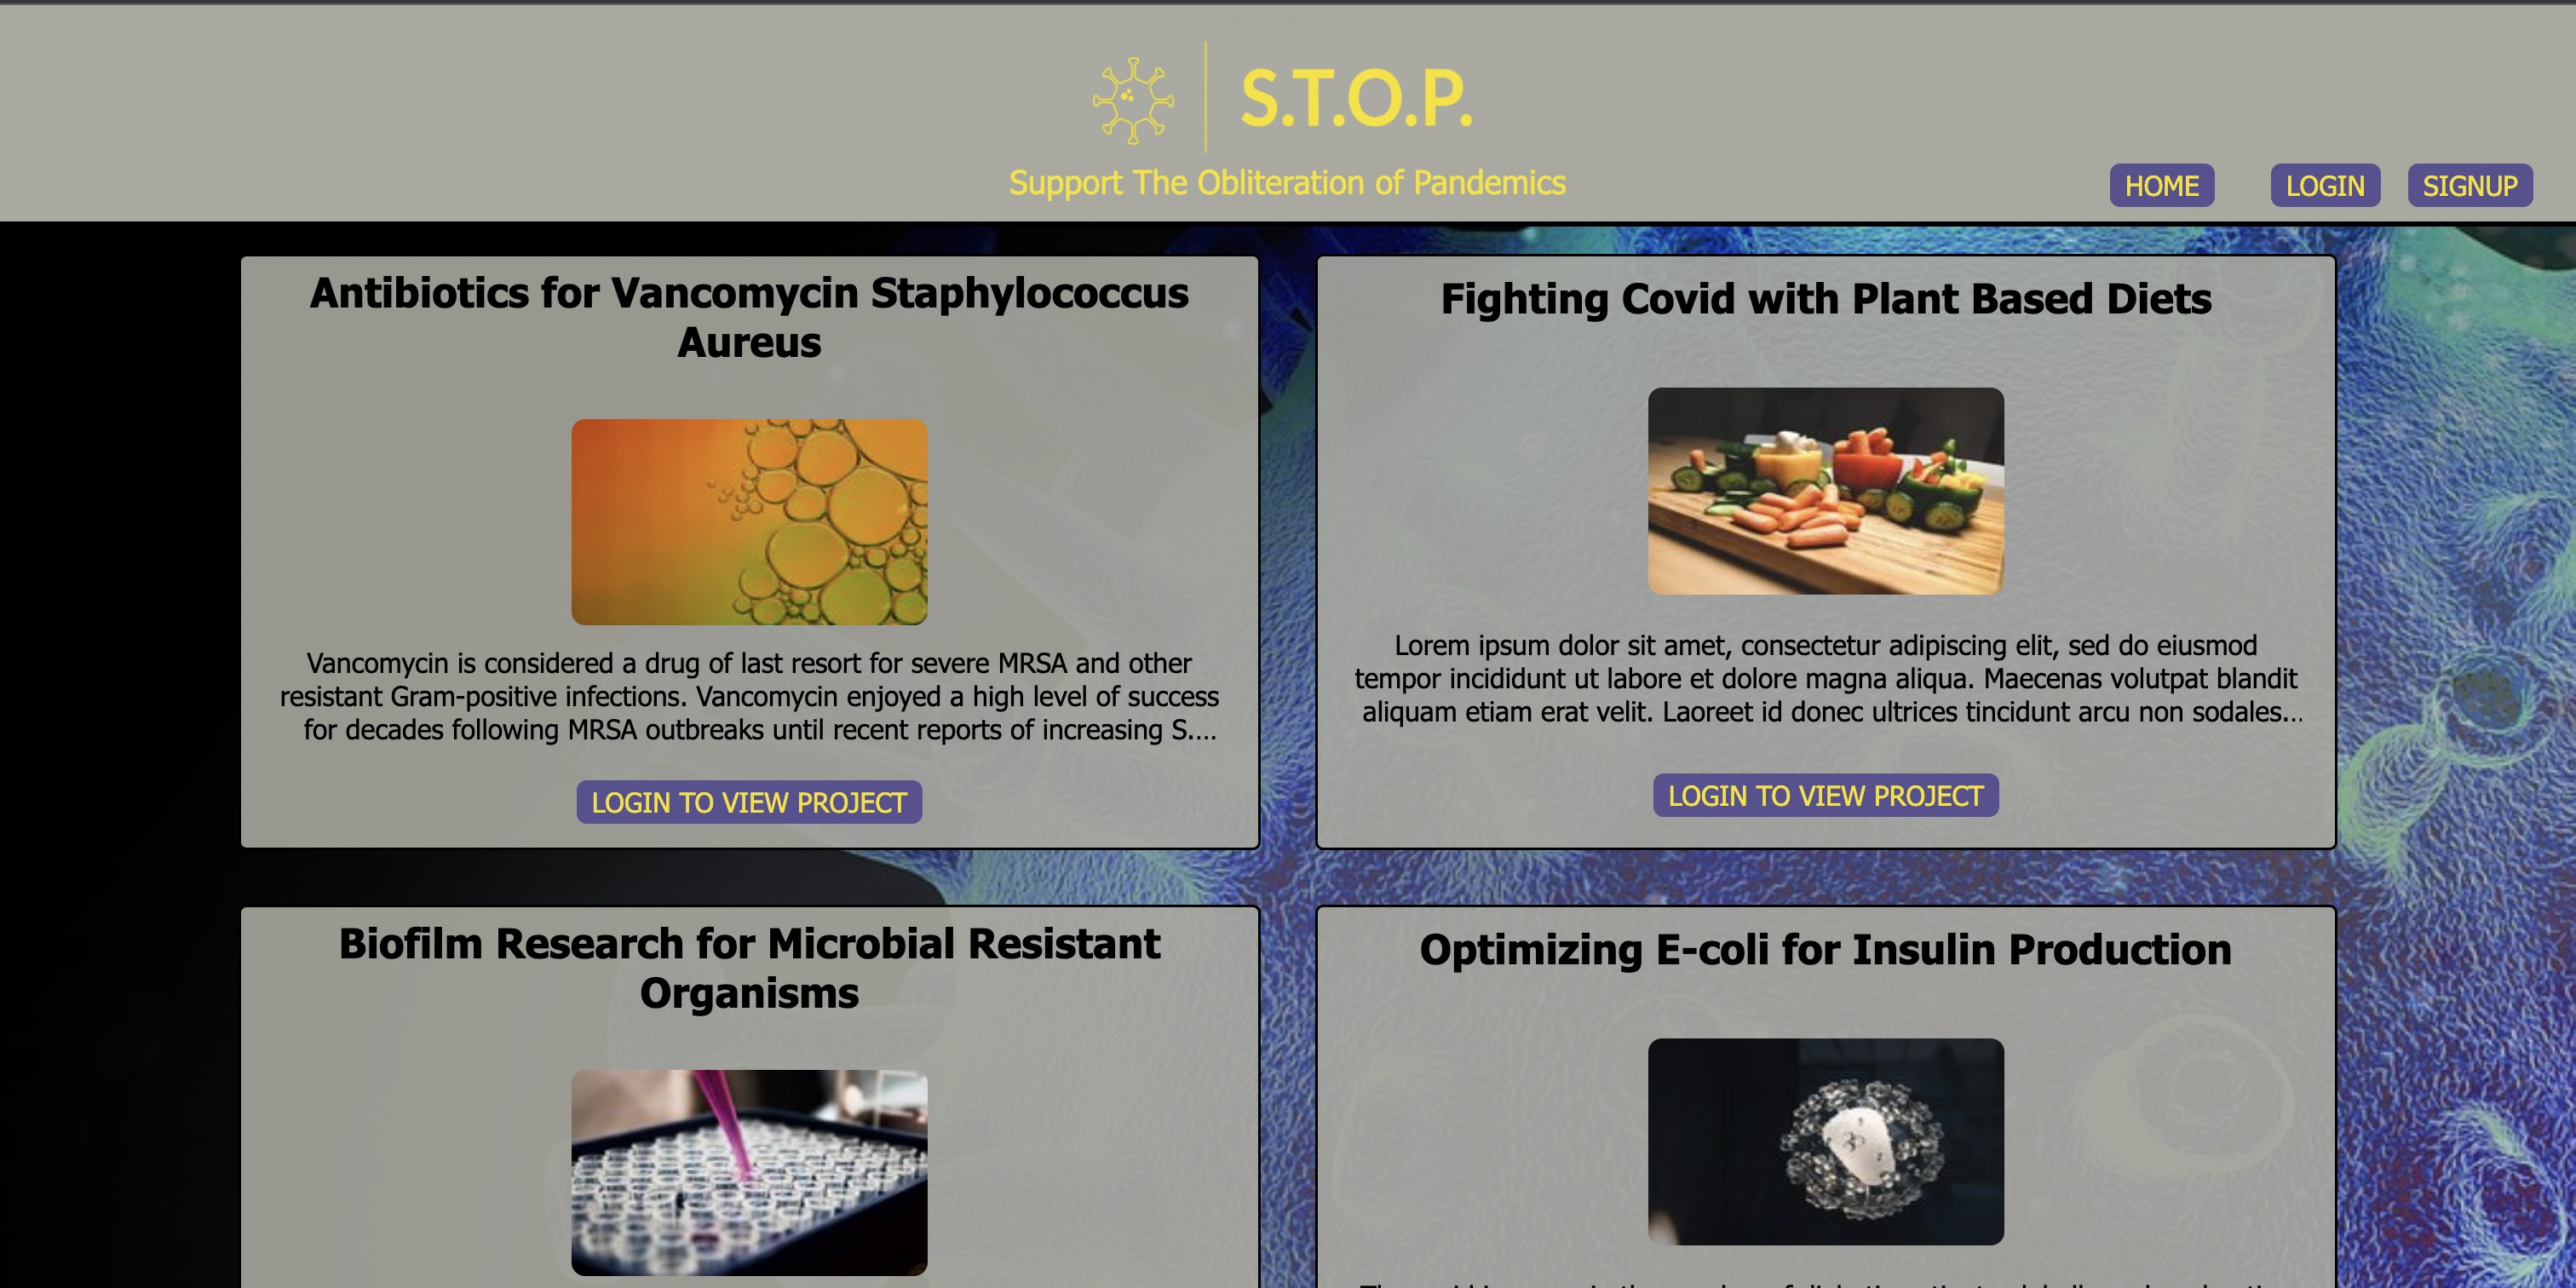 S.T.O.P.
Support The Obliteration of Pandemics
HOME
LOGIN
SIGNUP
Antibiotics for Vancomycin Staphylococcus
Aureus
Vancomycin is considered a drug of last resort for severe MRSA and other
resistant Gram-positive infections. Vancomycin enjoyed a high level of success
for decades following MRSA outbreaks until recent reports of increasing S....
LOGIN TO VIEW PROJECT
Fighting Covid with Plant Based Diets
Lorem ipsum dolor sit amet, consectetur adipiscing elit, sed do eiusmod
tempor incididunt ut labore et dolore magna aliqua. Maecenas volutpat blandit
aliquam etiam erat velit. Laoreet id donec ultrices tincidunt arcu non sodales...
LOGIN TO VIEW PROJECT
Biofilm Research for Microbial Resistant
Organisms
Optimizing E-coli for Insulin Production